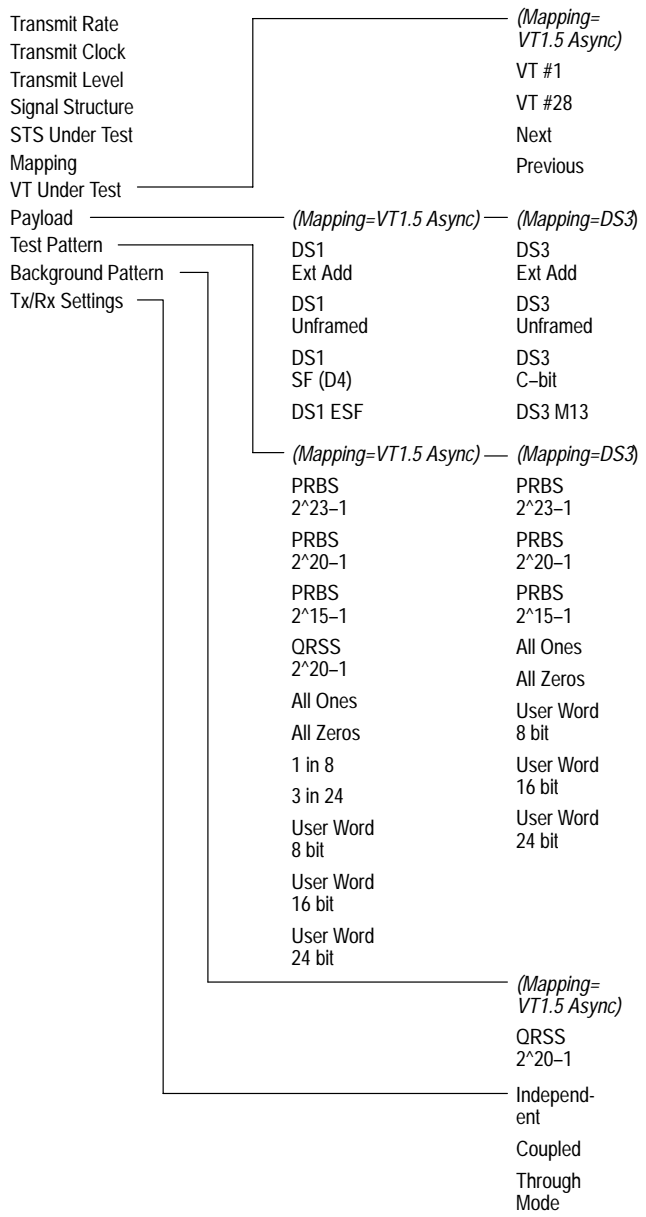 Transmit Rate
Transmit Clock
Transmit Level
Signal Structure
STS Under Test
Mapping
VT Under Test
Payload
Test Pattern
Background Pattern
Tx/Rx Settings
(Mapping=
VT1.5 Async)
VT #1
VT #28
Next
Previous
(Mapping=VT1.5 Async)
DS1
Ext Add
DS1
Unframed
DS1
SF (D4)
DS1 ESF
(Mapping=DS3)
DS3
Ext Add
DS3
Unframed
DS3
C–bit
DS3 M13
(Mapping=VT1.5 Async)
PRBS
2^23–1
PRBS
2^20–1
PRBS
2^15–1
QRSS
2^20–1
All Ones
All Zeros
1 in 8
3 in 24
User Word
8 bit
User Word
16 bit
User Word
24 bit
(Mapping=DS3)
PRBS
2^23–1
PRBS
2^20–1
PRBS
2^15–1
All Ones
All Zeros
User Word
8 bit
User Word
16 bit
User Word
24 bit
(Mapping=
VT1.5 Async)
QRSS
2^20–1
Independ-
ent
Coupled
Through
Mode